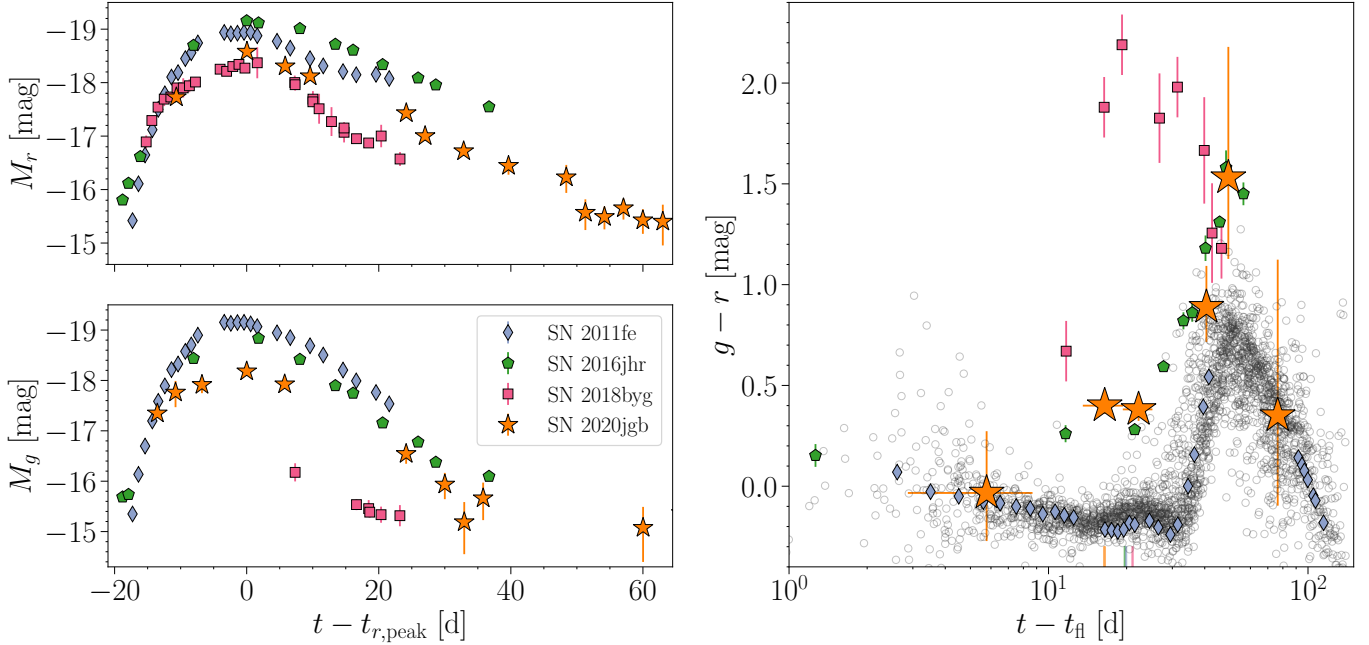 −19
−18
−17
−16
−15
M_r [mag]
−19
−18
−17
−16
−15
M_g [mag]
SN 2011fe
SN 2016jhr
SN 2018byg
SN 2020jgb
−20 0 20 40 60
t − t_{r,peak} [d]
2.0
1.5
1.0
0.5
0.0
g − r [mag]
10^0 10^1 10^2
t − t_fl [d]